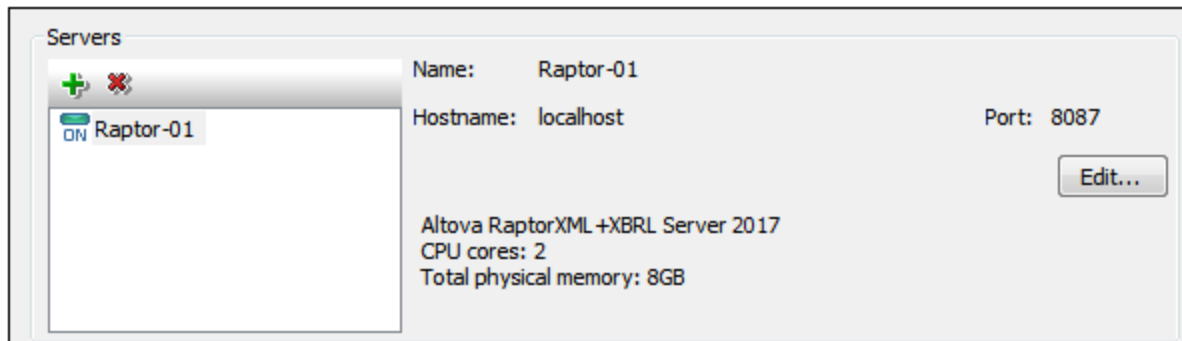 Servers
Name: Raptor-01
ON Raptor-01
Hostname: localhost Port: 8087
Edit...
Altova RaptorXML+XBRL Server 2017
CPU cores: 2
Total physical memory: 8GB